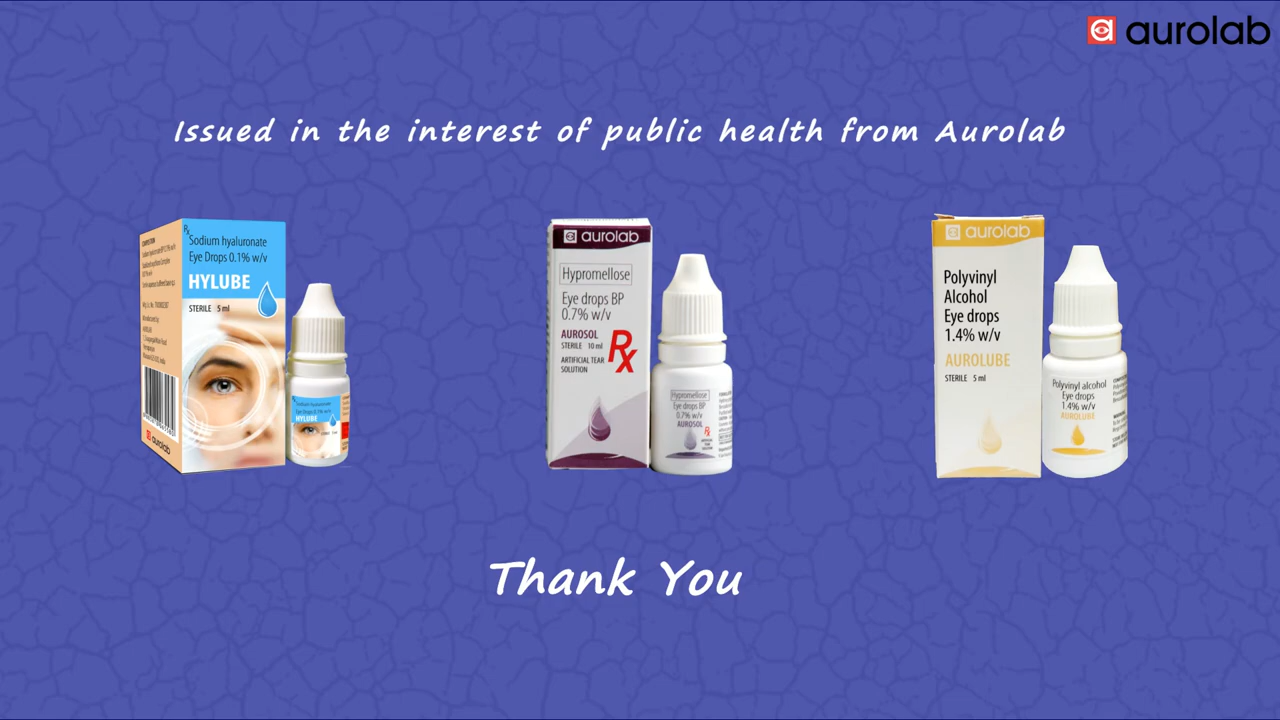 aurolab
Issued in the interest of public health from Aurolab
Rx
Sodium hyaluronate
Eye Drops 0.1% w/v
HYLUBE
STERILE 5 ml
aurolab
HYLUBE
aurolab
Hypromellose
Eye drops BP
0.7% w/v
AUROSOL
STERILE 10 ml
ARTIFICIAL TEAR
SOLUTION
Rx
Hypromellose
Eye drops BP
0.7% w/v
AUROSOL
Rx
aurolab
Polyvinyl
Alcohol
Eye drops
1.4% w/v
AUROLUBE
STERILE 5 ml
Polyvinyl alcohol
Eye drops
1.4% w/v
AUROLUBE
Thank You